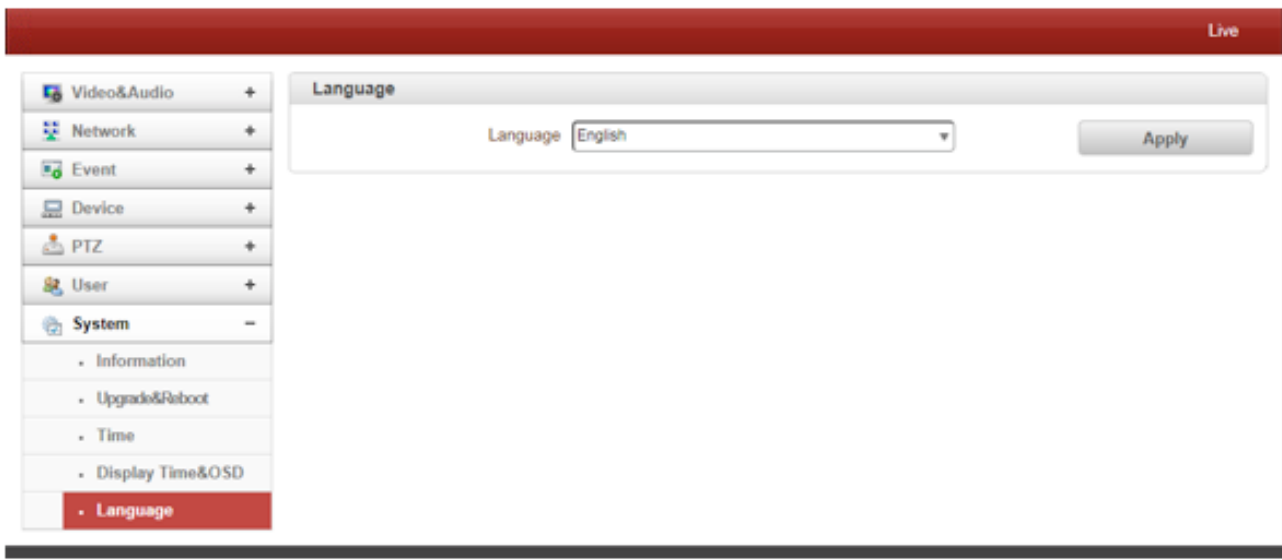 Live
Video&Audio +
Network +
Event +
Device +
PTZ +
User +
System −
• Information
• Upgrade&Reboot
• Time
• Display Time&OSD
• Language
Language
Language English
Apply